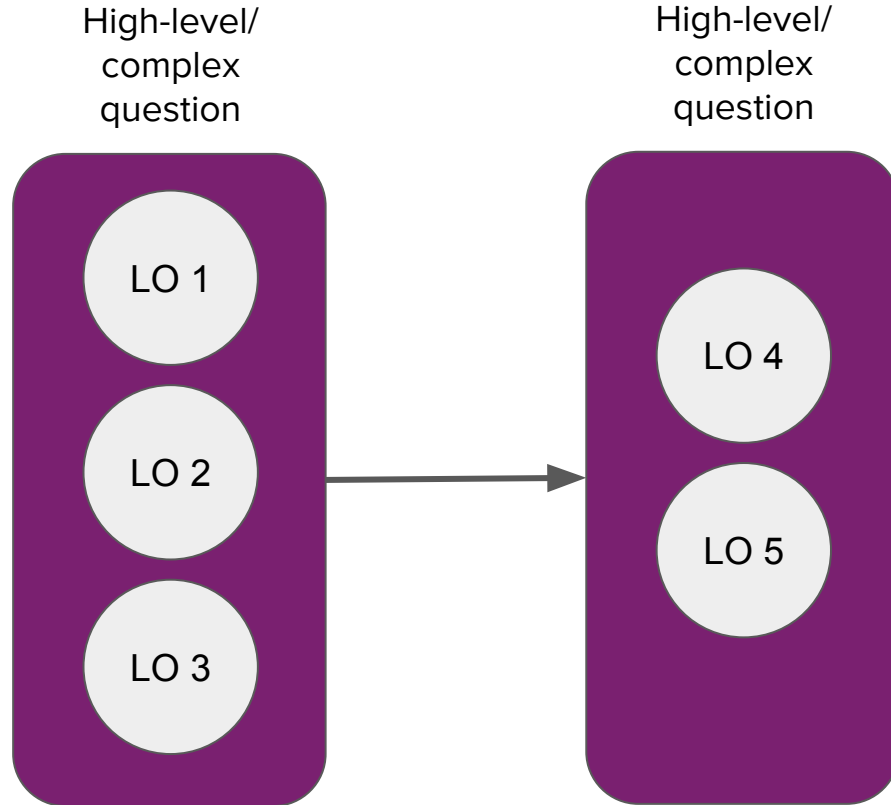 High-level/
complex
question
LO 1
LO 2
LO 3
High-level/
complex
question
LO 4
LO 5